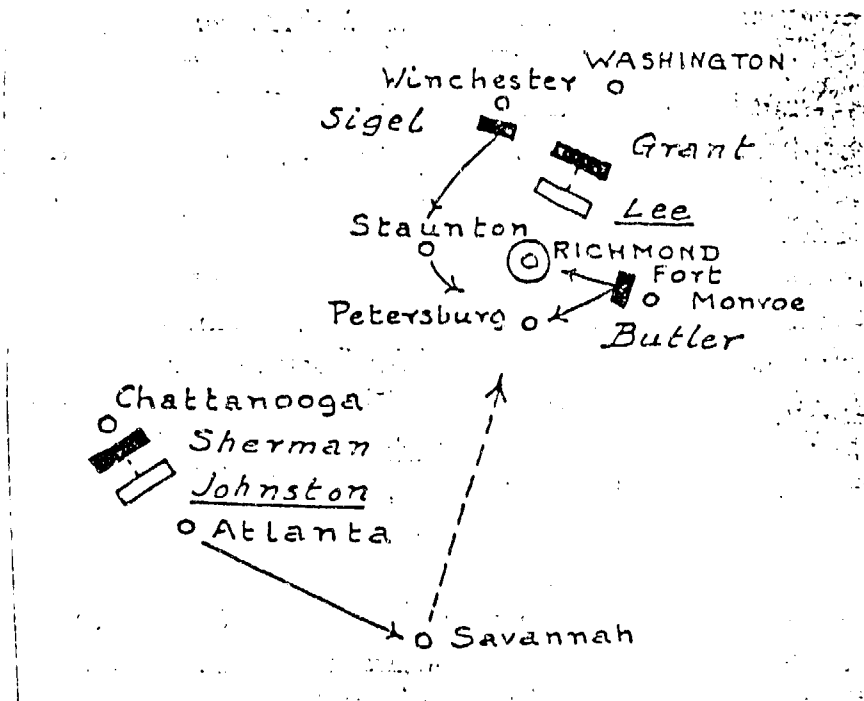 WASHINGTON
Winchester
Sigel
Grant
Lee
Staunton
RICHMOND
Fort
Monroe
Petersburg
Butler
Chattanooga
Sherman
Johnston
Atlanta
Savannah